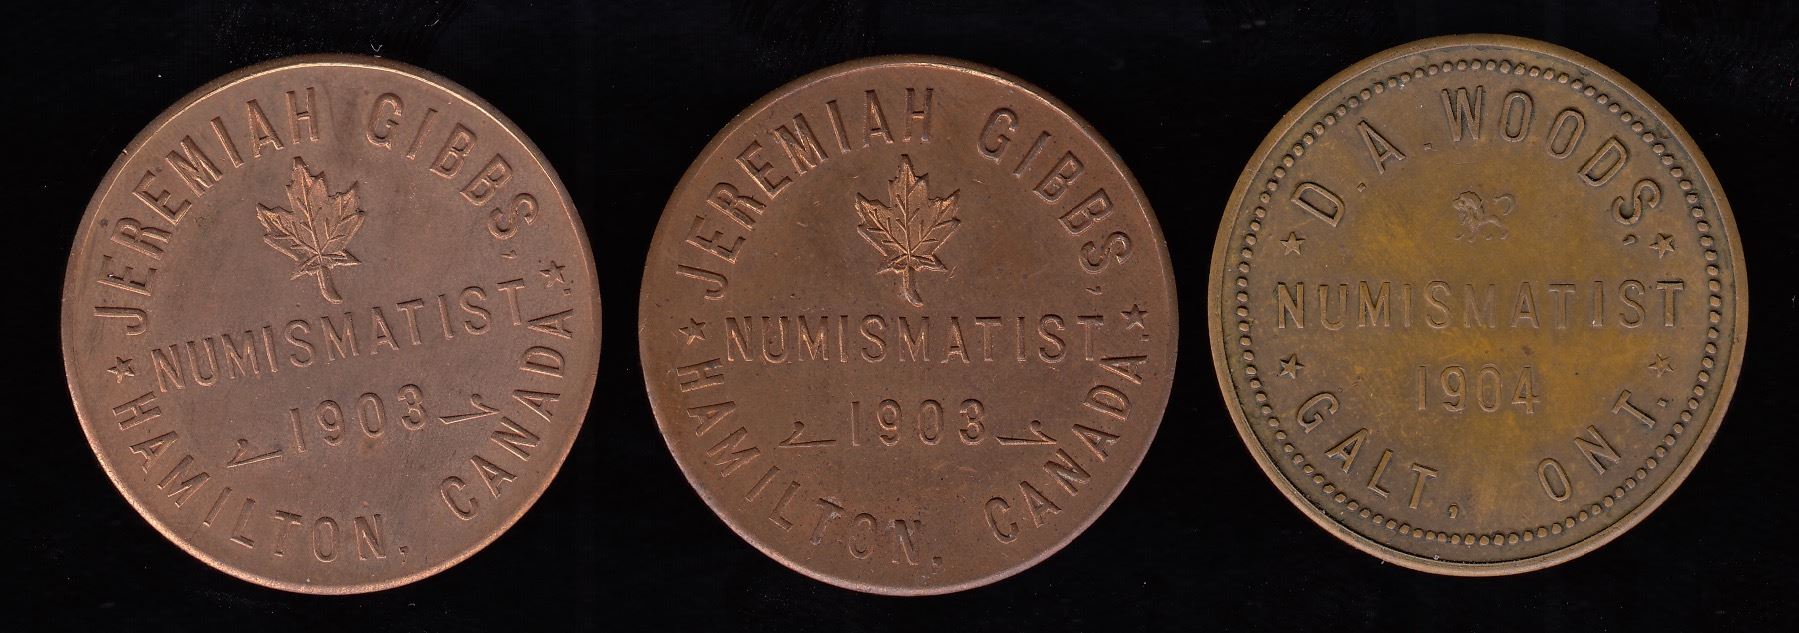 JEREMIAH GIBBS,
NUMISMATIST
1903
HAMILTON, CANADA.
JEREMIAH GIBBS,
NUMISMATIST
1903
HAMILTON, CANADA.
D.A. WOODS,
NUMISMATIST
1904
GALT, ONT.